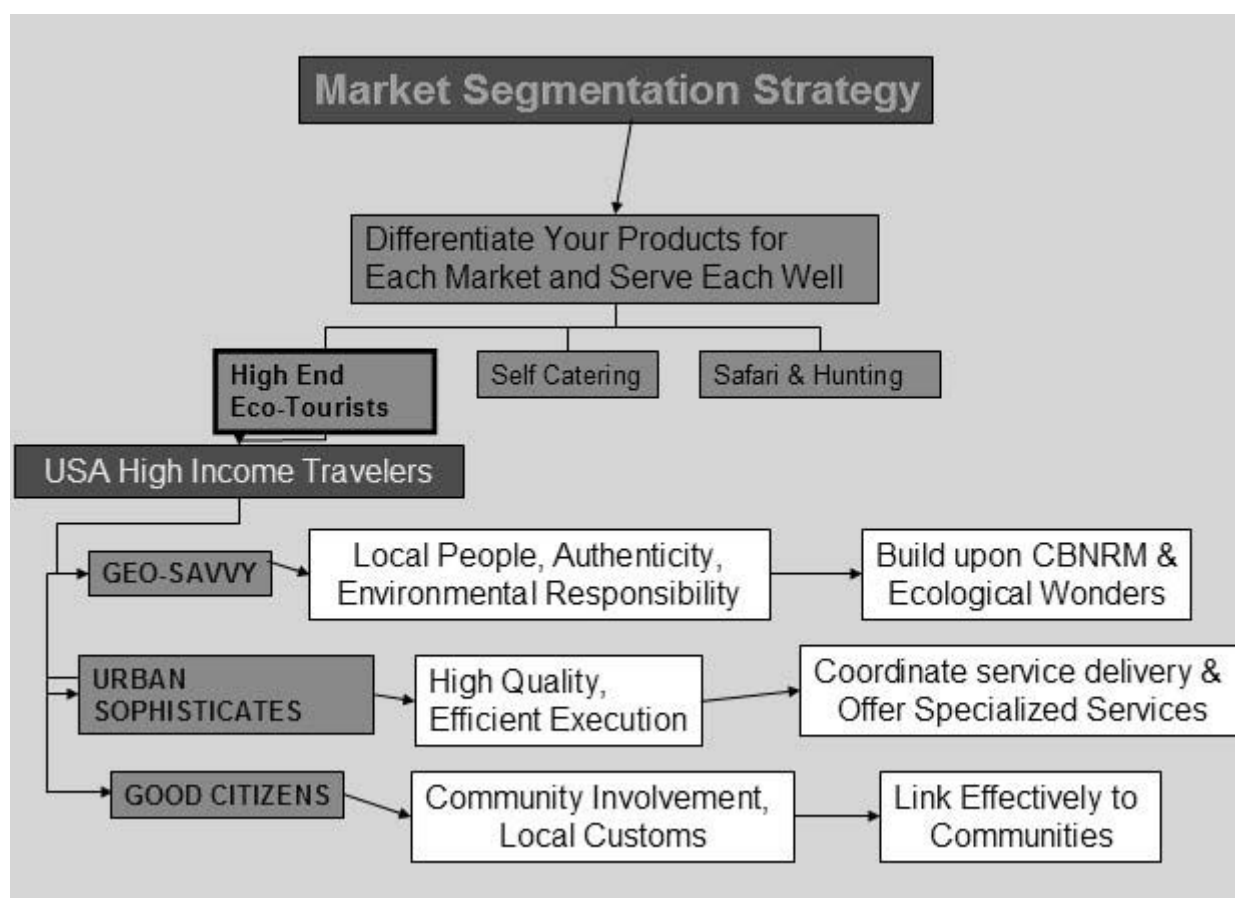 Market Segmentation Strategy
Differentiate Your Products for
Each Market and Serve Each Well
High End
Eco-Tourists
Self Catering
Safari & Hunting
USA High Income Travelers
GEO-SAVVY
Local People, Authenticity,
Environmental Responsibility
Build upon CBNRM &
Ecological Wonders
URBAN
SOPHISTICATES
High Quality,
Efficient Execution
Coordinate service delivery &
Offer Specialized Services
GOOD CITIZENS
Community Involvement,
Local Customs
Link Effectively to
Communities